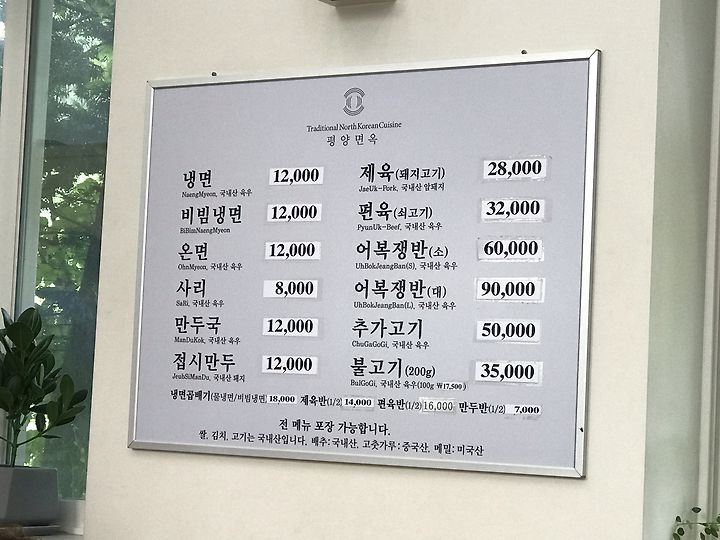 Traditional North Korean Cuisine
평양면옥
냉면 12,000
NaengMyeon, 국내산 육우
비빔냉면 12,000
BiBimNaengMyeon
온면 12,000
OhnMyeon, 국내산 육우
사리 8,000
SaRi, 국내산 육우
만두국 12,000
ManDuKok, 국내산 육우
접시만두 12,000
JeubSiManDu, 국내산 돼지
제육(돼지고기) 28,000
JaeUk-Pork, 국내산 암돼지
편육(쇠고기) 32,000
PyunUk-Beef, 국내산 육우
어복쟁반(소) 60,000
UhBokJeangBan(S), 국내산 육우
어복쟁반(대) 90,000
UhBokJeangBan(L), 국내산 육우
추가고기 50,000
ChuGaGoGi, 국내산 육우
불고기(200g) 35,000
BulGoGi, 국내산 육우(100g ₩17,500)
냉면곱배기(물냉면/비빔냉면) 18,000 제육반(1/2) 14,000 편육반(1/2) 16,000 만두반(1/2) 7,000
전 메뉴 포장 가능합니다.
쌀, 김치, 고기는 국내산입니다. 배추:국내산, 고춧가루:중국산, 메밀:미국산